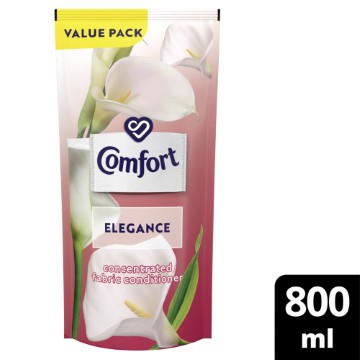 VALUE PACK
Comfort
ELEGANCE
concentrated
fabric conditioner
800
ml